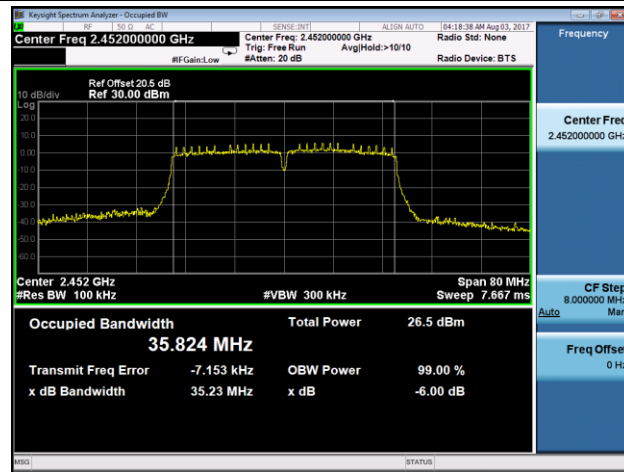 Keysight Spectrum Analyzer - Occupied BW
RF 50 Ω AC SENSE:INT ALIGN AUTO 04:18:38 AM Aug 03, 2017
Center Freq 2.452000000 GHz
Center Freq: 2.452000000 GHz
Radio Std: None
Trig: Free Run Avg|Hold:>10/10
#IFGain:Low #Atten: 20 dB Radio Device: BTS
Ref Offset 20.5 dB
10 dB/div Ref 30.00 dBm
Log
20.0
10.0
0.00
-10.0
-20.0
-30.0
-40.0
-50.0
-60.0
Center 2.452 GHz Span 80 MHz
#Res BW 100 kHz #VBW 300 kHz Sweep 7.667 ms
Occupied Bandwidth Total Power 26.5 dBm
35.824 MHz
Transmit Freq Error -7.153 kHz OBW Power 99.00 %
x dB Bandwidth 35.23 MHz x dB -6.00 dB
MSG STATUS
Frequency
Center Freq
2.452000000 GHz
CF Step
8.000000 MHz
Auto Man
Freq Offset
0 Hz